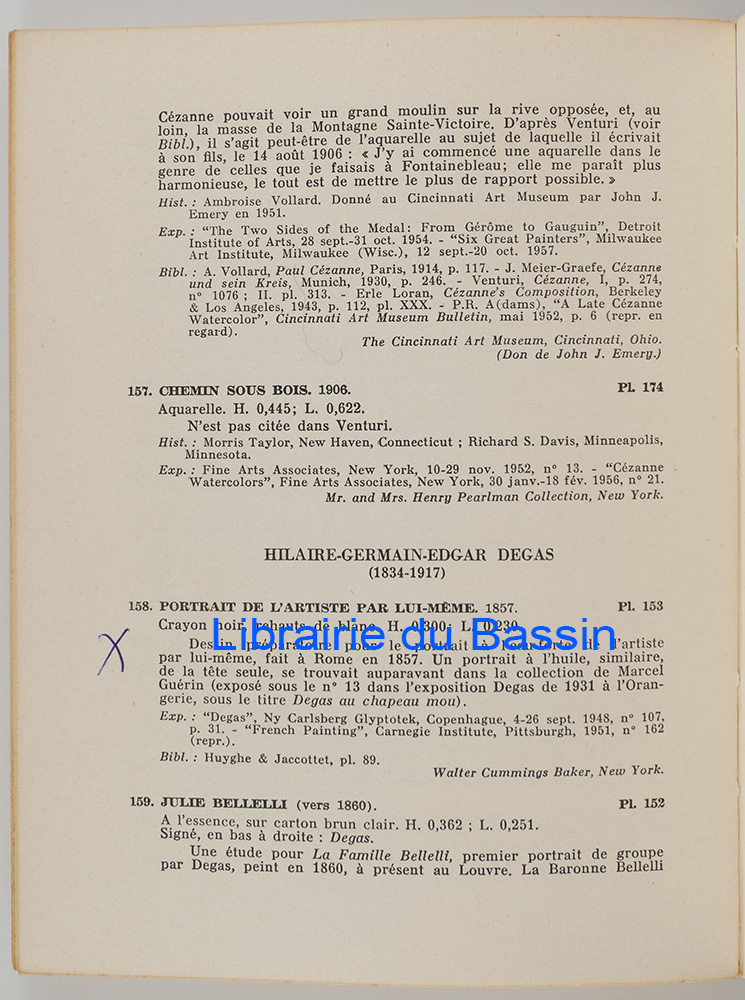 Cézanne pouvait voir un grand moulin sur la rive opposée, et, au
loin, la masse de la Montagne Sainte-Victoire. D'après Venturi (voir
Bibl.), il s'agit peut-être de l'aquarelle au sujet de laquelle il écrivait
à son fils, le 14 août 1906 : « J'y ai commencé une aquarelle dans le
genre de celles que je faisais à Fontainebleau; elle me paraît plus
harmonieuse, le tout est de mettre le plus de rapport possible. »
Hist. : Ambroise Vollard. Donné au Cincinnati Art Museum par John J.
Emery en 1951.
Exp. : "The Two Sides of the Medal: From Gérôme to Gauguin", Detroit
Institute of Arts, 28 sept.-31 oct. 1954. - "Six Great Painters", Milwaukee
Art Institute, Milwaukee (Wisc.), 12 sept.-20 oct. 1957.
Bibl. : A. Vollard, Paul Cézanne, Paris, 1914, p. 117. - J. Meier-Graefe, Cézanne
und sein Kreis, Munich, 1930, p. 246. - Venturi, Cézanne, I, p. 274,
n° 1076 ; II. pl. 313. - Erle Loran, Cézanne's Composition, Berkeley
& Los Angeles, 1943, p. 112, pl. XXX. - P.R. A(dams), "A Late Cézanne
Watercolor", Cincinnati Art Museum Bulletin, mai 1952, p. 6 (repr. en
regard).
The Cincinnati Art Museum, Cincinnati, Ohio.
(Don de John J. Emery.)
157. CHEMIN SOUS BOIS. 1906. Pl. 174
Aquarelle. H. 0,445; L. 0,622.
N'est pas citée dans Venturi.
Hist. : Morris Taylor, New Haven, Connecticut ; Richard S. Davis, Minneapolis,
Minnesota.
Exp. : Fine Arts Associates, New York, 10-29 nov. 1952, n° 13. - "Cézanne
Watercolors", Fine Arts Associates, New York, 30 janv.-18 fév. 1956, n° 21.
Mr. and Mrs. Henry Pearlman Collection, New York.
HILAIRE-GERMAIN-EDGAR DEGAS
(1834-1917)
158. PORTRAIT DE L'ARTISTE PAR LUI-MÊME. 1857. Pl. 153
Crayon noir, rehauts de blanc. H. 0,300; L. 0,230.
Librairie du Bassin
X
Dessin préparatoire pour le portrait à l'eau-forte de l'artiste
par lui-même, fait à Rome en 1857. Un portrait à l'huile, similaire,
de la tête seule, se trouvait auparavant dans la collection de Marcel
Guérin (exposé sous le n° 13 dans l'exposition Degas de 1931 à l'Oran-
gerie, sous le titre Degas au chapeau mou).
Exp. : "Degas", Ny Carlsberg Glyptotek, Copenhague, 4-26 sept. 1948, n° 107,
p. 31. - "French Painting", Carnegie Institute, Pittsburgh, 1951, n° 162
(repr.).
Bibl. : Huyghe & Jaccottet, pl. 89.
Walter Cummings Baker, New York.
159. JULIE BELLELLI (vers 1860). Pl. 152
A l'essence, sur carton brun clair. H. 0,362 ; L. 0,251.
Signé, en bas à droite : Degas.
Une étude pour La Famille Bellelli, premier portrait de groupe
par Degas, peint en 1860, à présent au Louvre. La Baronne Bellelli